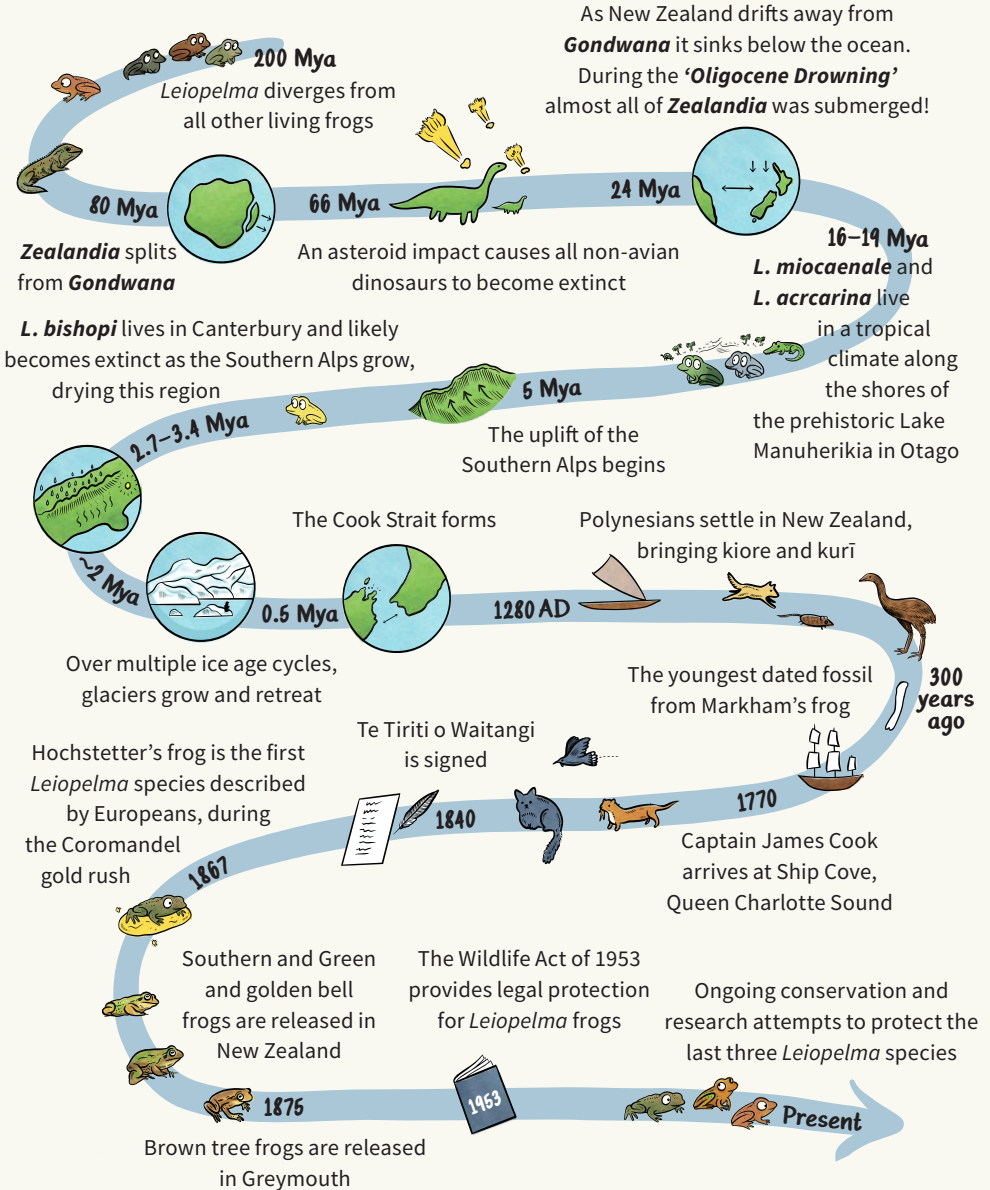 200 Mya
Leiopelma diverges from
all other living frogs
As New Zealand drifts away from
Gondwana it sinks below the ocean.
During the ‘Oligocene Drowning’
almost all of Zealandia was submerged!
80 Mya
Zealandia splits
from Gondwana
66 Mya
An asteroid impact causes all non-avian
dinosaurs to become extinct
24 Mya
16–19 Mya
L. miocaenale and
L. acrcarina live
in a tropical
climate along
the shores of
the prehistoric Lake
Manuherikia in Otago
5 Mya
The uplift of the
Southern Alps begins
L. bishopi lives in Canterbury and likely
becomes extinct as the Southern Alps grow,
drying this region
2.7–3.4 Mya
~2 Mya
Over multiple ice age cycles,
glaciers grow and retreat
0.5 Mya
The Cook Strait forms
1280 AD
Polynesians settle in New Zealand,
bringing kiore and kurī
300
years
ago
The youngest dated fossil
from Markham’s frog
1770
Captain James Cook
arrives at Ship Cove,
Queen Charlotte Sound
Te Tiriti o Waitangi
is signed
1840
Hochstetter’s frog is the first
Leiopelma species described
by Europeans, during
the Coromandel
gold rush
1867
Southern and Green
and golden bell
frogs are released in
New Zealand
1875
Brown tree frogs are released
in Greymouth
The Wildlife Act of 1953
provides legal protection
for Leiopelma frogs
1953
Ongoing conservation and
research attempts to protect the
last three Leiopelma species
Present